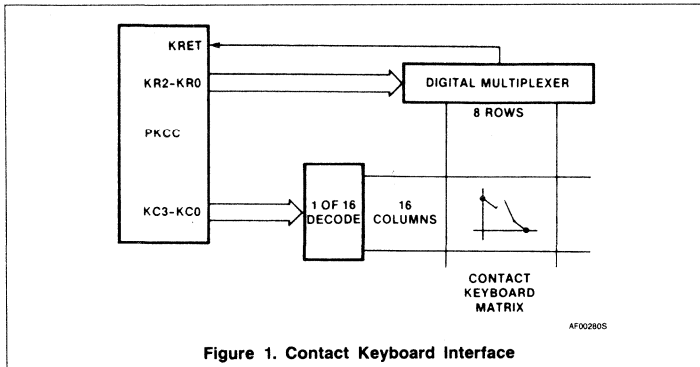 KRET
KR2-KR0
DIGITAL MULTIPLEXER
8 ROWS
PKCC
KC3-KC0
1 OF 16
DECODE
16
COLUMNS
CONTACT
KEYBOARD
MATRIX
AF00280S
Figure 1. Contact Keyboard Interface